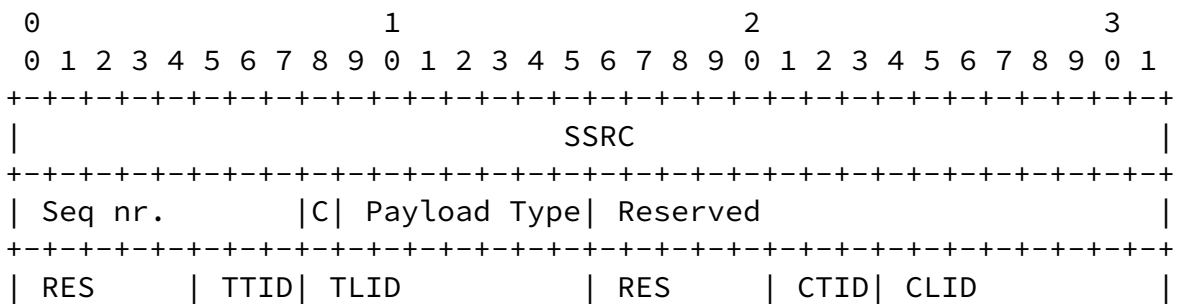 0 1 2 3
0 1 2 3 4 5 6 7 8 9 0 1 2 3 4 5 6 7 8 9 0 1 2 3 4 5 6 7 8 9 0 1
+-+-+-+-+-+-+-+-+-+-+-+-+-+-+-+-+-+-+-+-+-+-+-+-+-+-+-+-+-+-+-+-+
| SSRC |
+-+-+-+-+-+-+-+-+-+-+-+-+-+-+-+-+-+-+-+-+-+-+-+-+-+-+-+-+-+-+-+-+
| Seq nr. |C| Payload Type| Reserved |
+-+-+-+-+-+-+-+-+-+-+-+-+-+-+-+-+-+-+-+-+-+-+-+-+-+-+-+-+-+-+-+-+
| RES | TTID| TLID | RES | CTID| CLID |